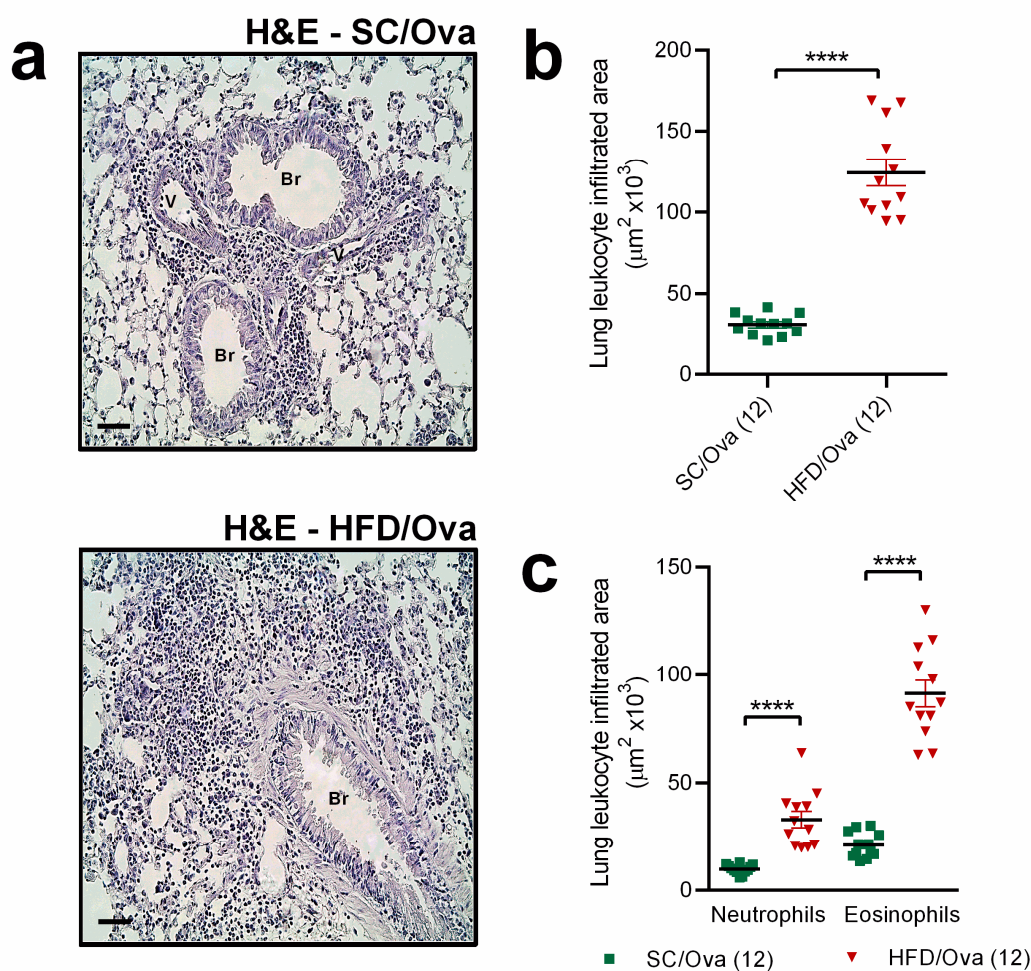 a
H&E - SC/Ova
Br
V
V
Br
H&E - HFD/Ova
Br
b
Lung leukocyte infiltrated area
(μm² x10³)
200
150
100
50
0
****
SC/Ova (12)
HFD/Ova (12)
c
Lung leukocyte infiltrated area
(μm² x10³)
150
100
50
0
****
****
Neutrophils Eosinophils
SC/Ova (12) HFD/Ova (12)